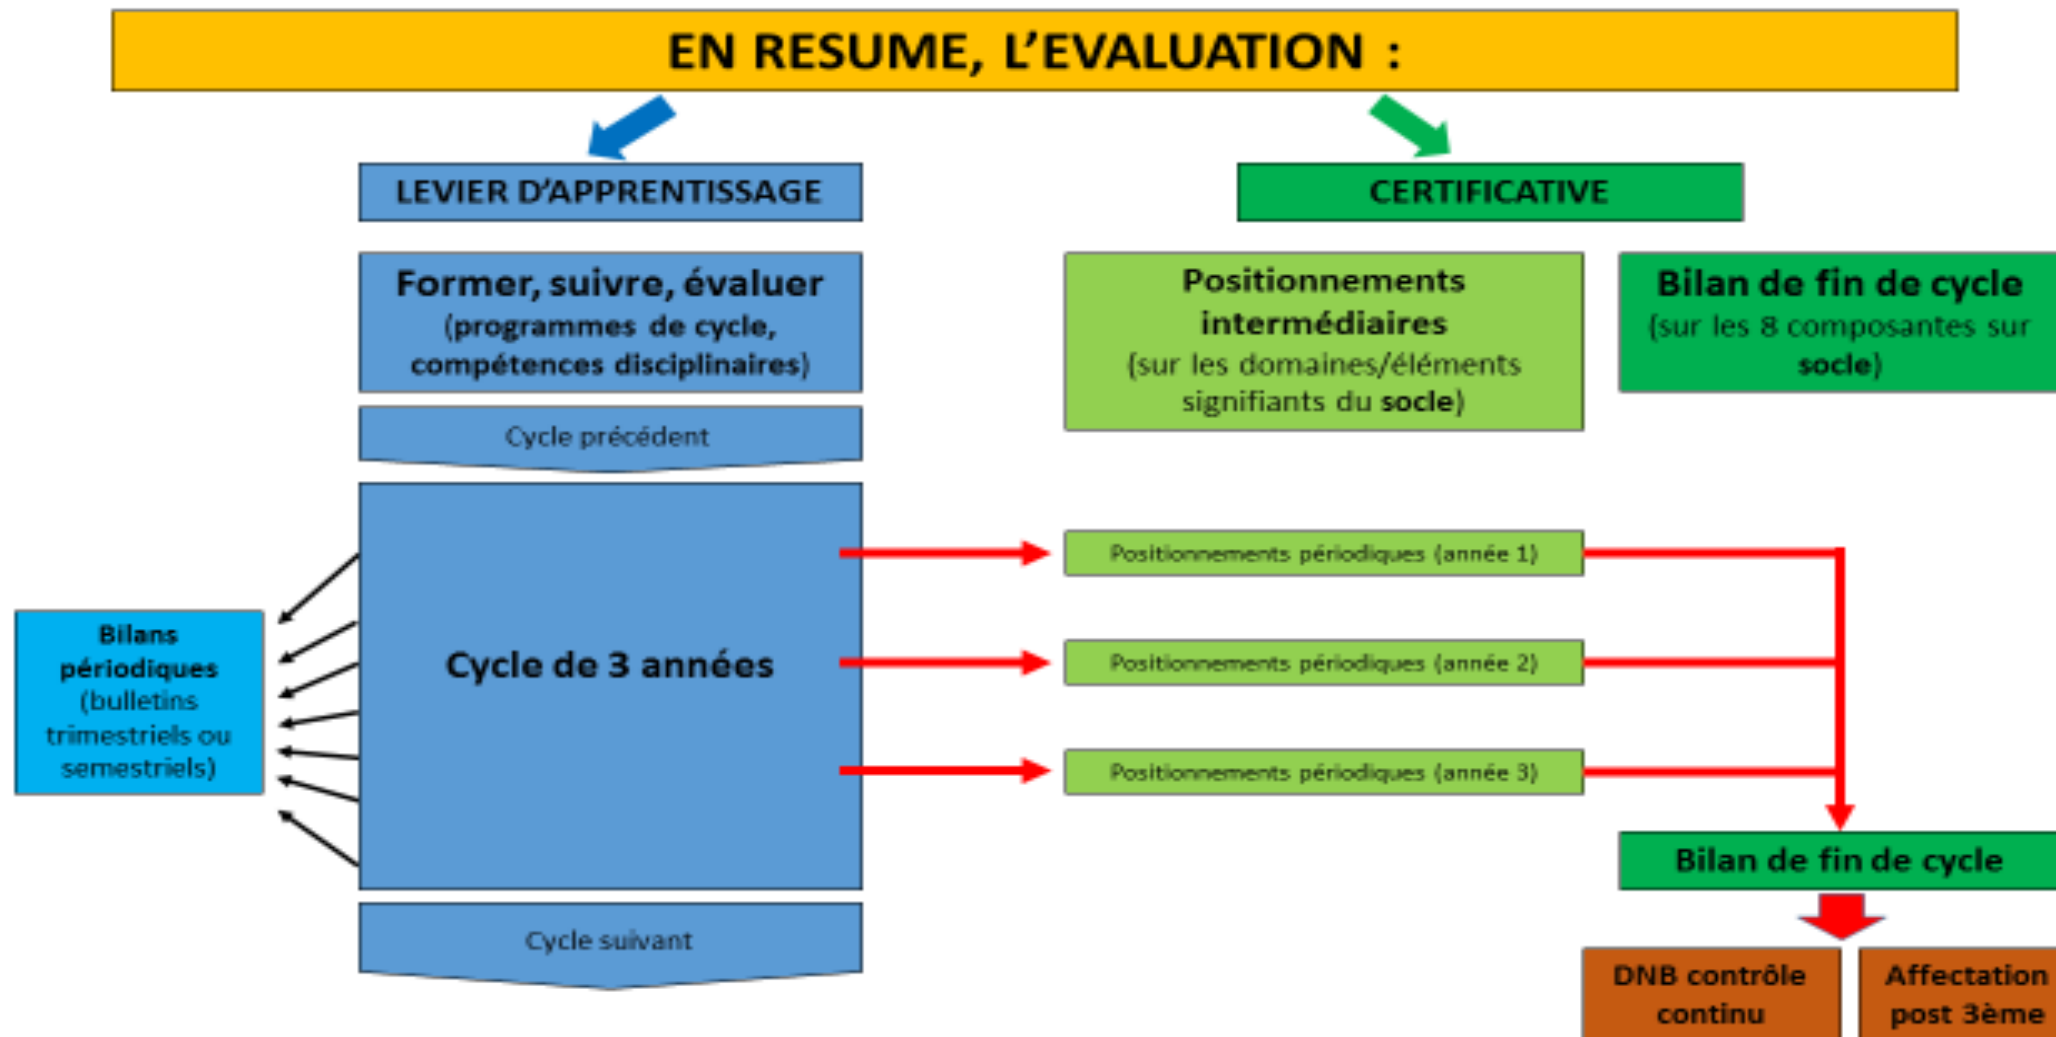 EN RESUME, L'EVALUATION :
LEVIER D'APPRENTISSAGE
CERTIFICATIVE
Former, suivre, évaluer
(programmes de cycle,
compétences disciplinaires)
Positionnements
intermédiaires
(sur les domaines/éléments
signifiants du socle)
Bilan de fin de cycle
(sur les 8 composantes sur
socle)
Cycle précédent
Cycle de 3 années
Bilans
périodiques
(bulletins
trimestriels ou
semestriels)
Positionnements périodiques (année 1)
Positionnements périodiques (année 2)
Positionnements périodiques (année 3)
Bilan de fin de cycle
Cycle suivant
DNB contrôle
continu
Affectation
post 3ème